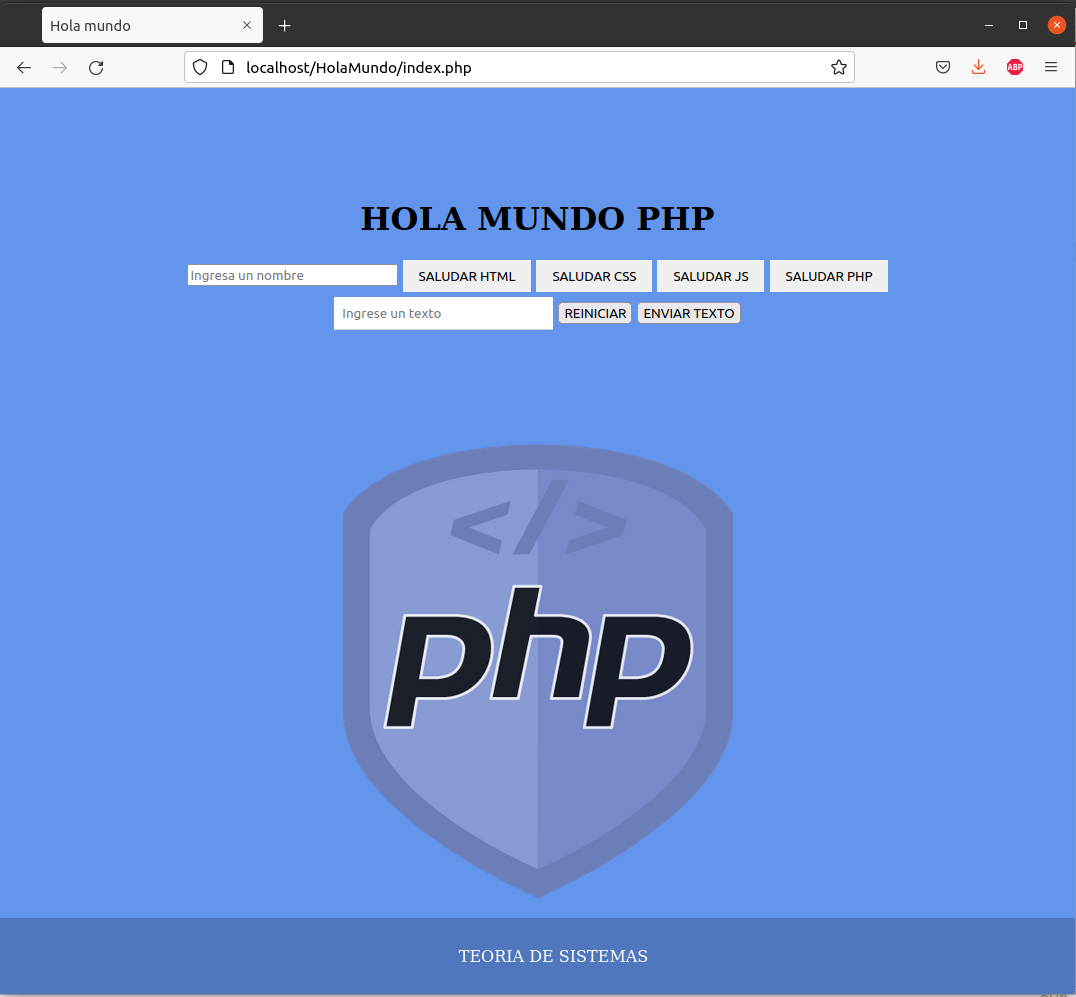 Hola mundo
localhost/HolaMundo/index.php
ABP
HOLA MUNDO PHP
Ingresa un nombre SALUDAR HTML SALUDAR CSS SALUDAR JS SALUDAR PHP
Ingrese un texto REINICIAR ENVIAR TEXTO
</>
php
TEORIA DE SISTEMAS